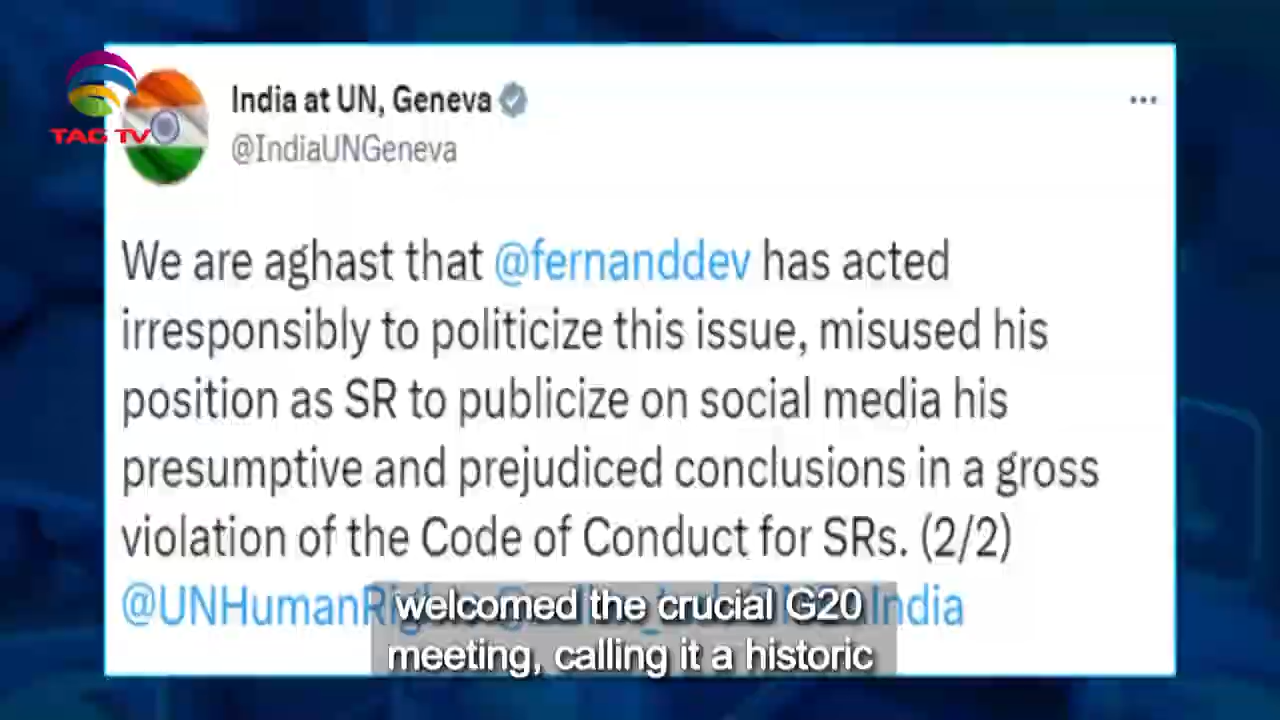 TAG TV
India at UN, Geneva
@IndiaUNGeneva
We are aghast that @fernanddev has acted
irresponsibly to politicize this issue, misused his
position as SR to publicize on social media his
presumptive and prejudiced conclusions in a gross
violation of the Code of Conduct for SRs. (2/2)
@UNHumanRights India
welcomed the crucial G20
meeting, calling it a historic